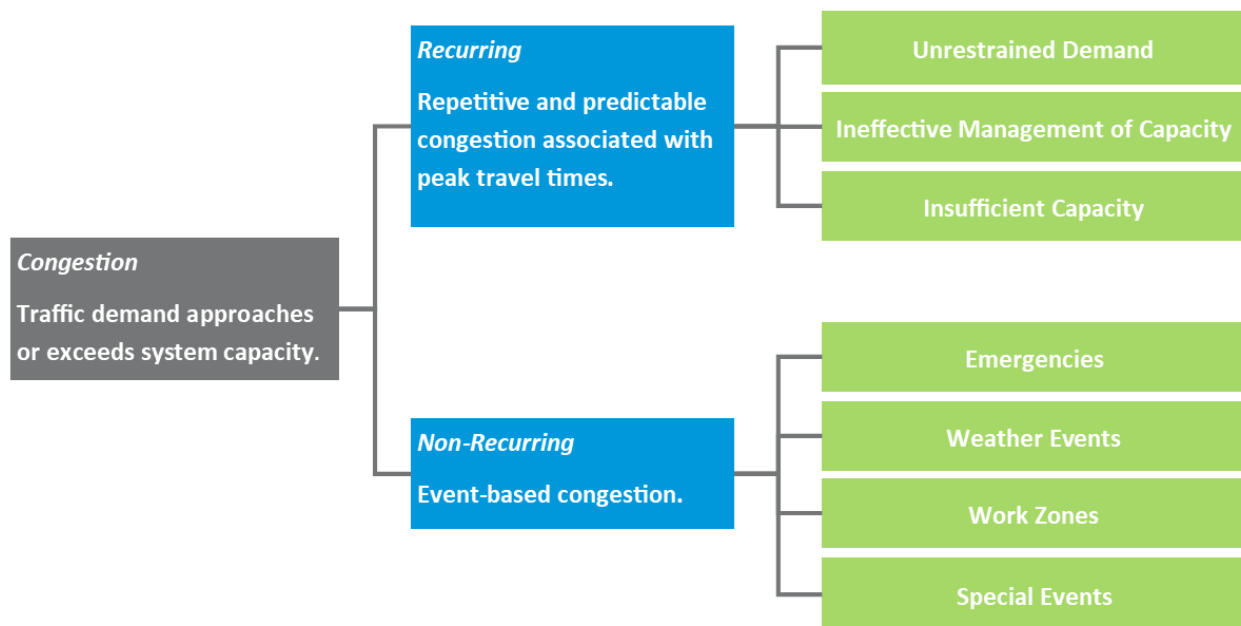 Congestion
Traffic demand approaches
or exceeds system capacity.
Recurring
Repetitive and predictable
congestion associated with
peak travel times.
Unrestrained Demand
Ineffective Management of Capacity
Insufficient Capacity
Non-Recurring
Event-based congestion.
Emergencies
Weather Events
Work Zones
Special Events